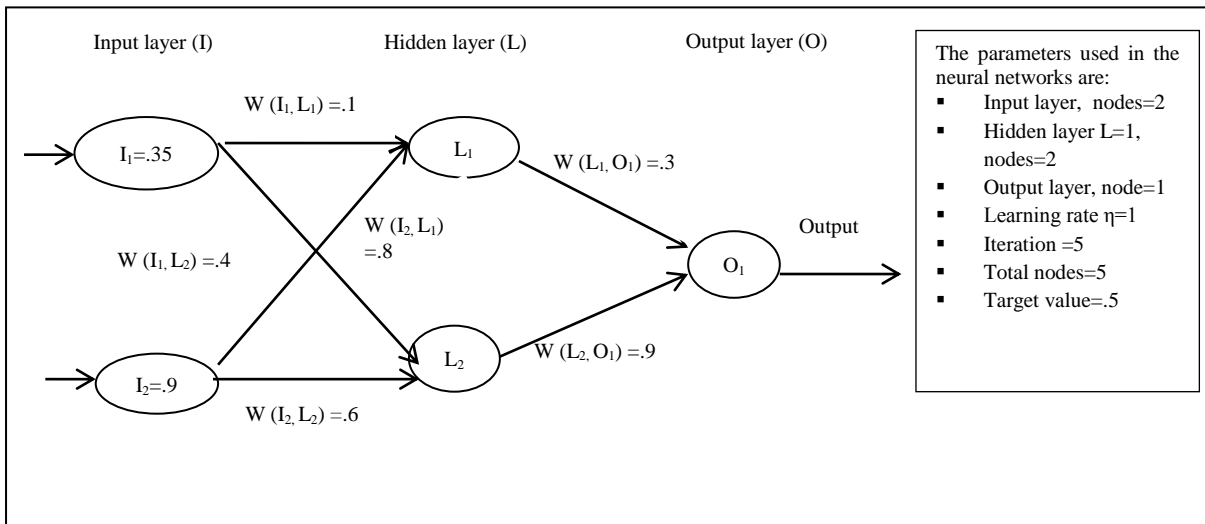 Input layer (I)
Hidden layer (L)
Output layer (O)
W (I1, L1) =.1
I1=.35
L1
W (L1, O1) =.3
W (I1, L2) =.4
W (I2, L1)
=.8
Output
O1
I2=.9
L2
W (L2, O1) =.9
W (I2, L2) =.6
The parameters used in the
neural networks are:
▪ Input layer, nodes=2
▪ Hidden layer L=1,
nodes=2
▪ Output layer, node=1
▪ Learning rate η=1
▪ Iteration =5
▪ Total nodes=5
▪ Target value=.5